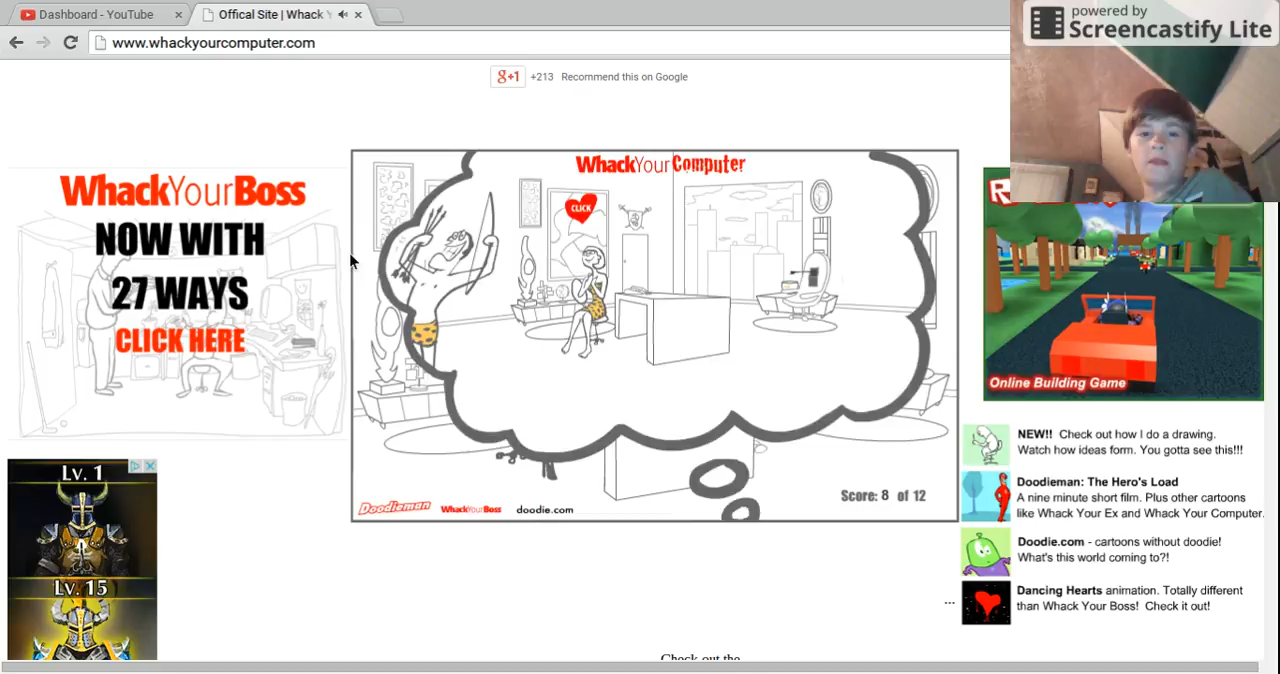 Dashboard - YouTube
Offical Site | Whack Y
www.whackyourcomputer.com
powered by
Screencastify Lite
g+1 +213 Recommend this on Google
WhackYourBoss
NOW WITH
27 WAYS
CLICK HERE
WhackYourComputer
CLICK
Score: 8 of 12
Doodieman WhackYourBoss doodie.com
Lv. 1
Lv. 15
R
Online Building Game
NEW!! Check out how I do a drawing.
Watch how ideas form. You gotta see this!!!
Doodieman: The Hero's Load
A nine minute short film. Plus other cartoons
like Whack Your Ex and Whack Your Computer.
Doodie.com - cartoons without doodie!
What's this world coming to?!
Dancing Hearts animation. Totally different
than Whack Your Boss! Check it out!
...
Check out the